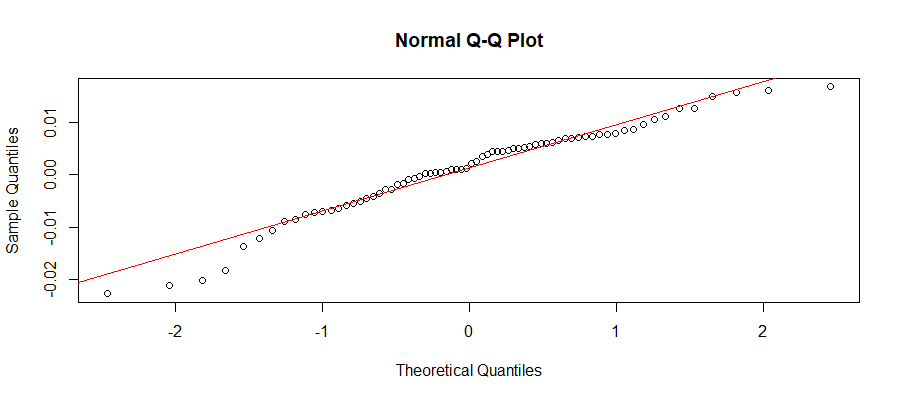 Normal Q-Q Plot
Sample Quantiles
0.01
0.00
-0.01
-0.02
-2 -1 0 1 2
Theoretical Quantiles